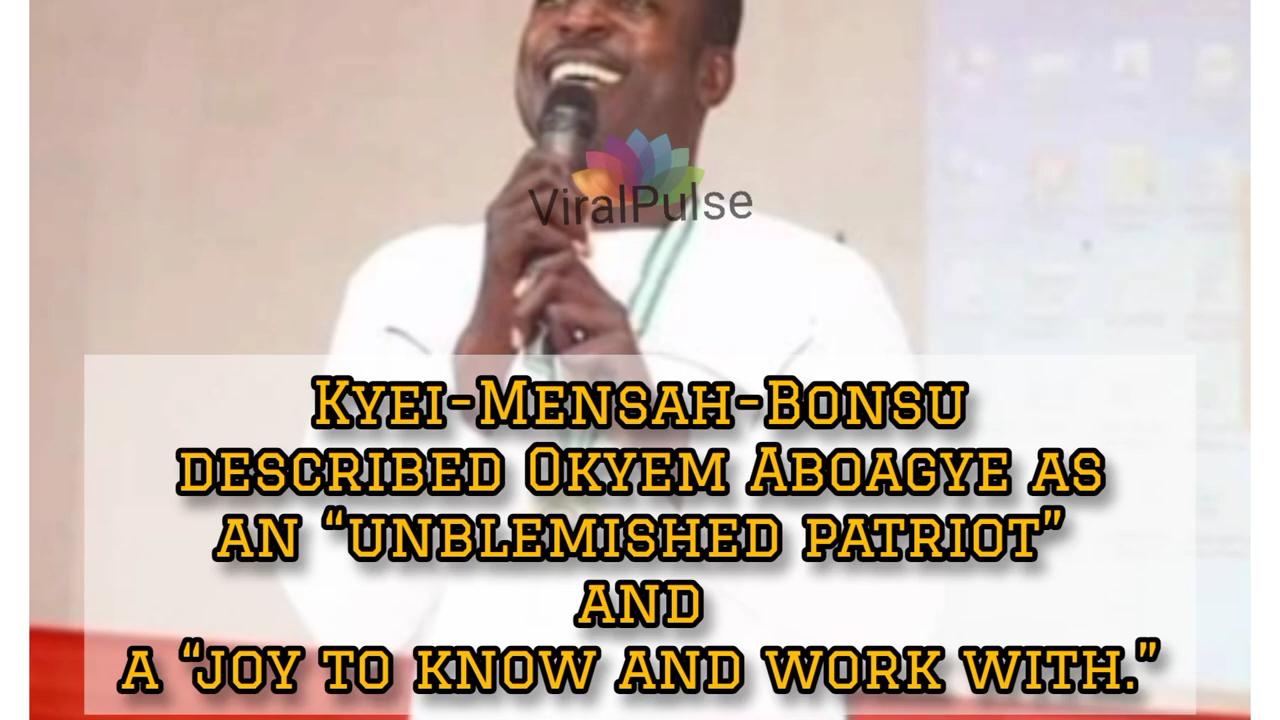 ViralPulse
Kyei-Mensah-Bonsu
described Okyem Aboagye as
an “unblemished patriot”
and
a “joy to know and work with.”